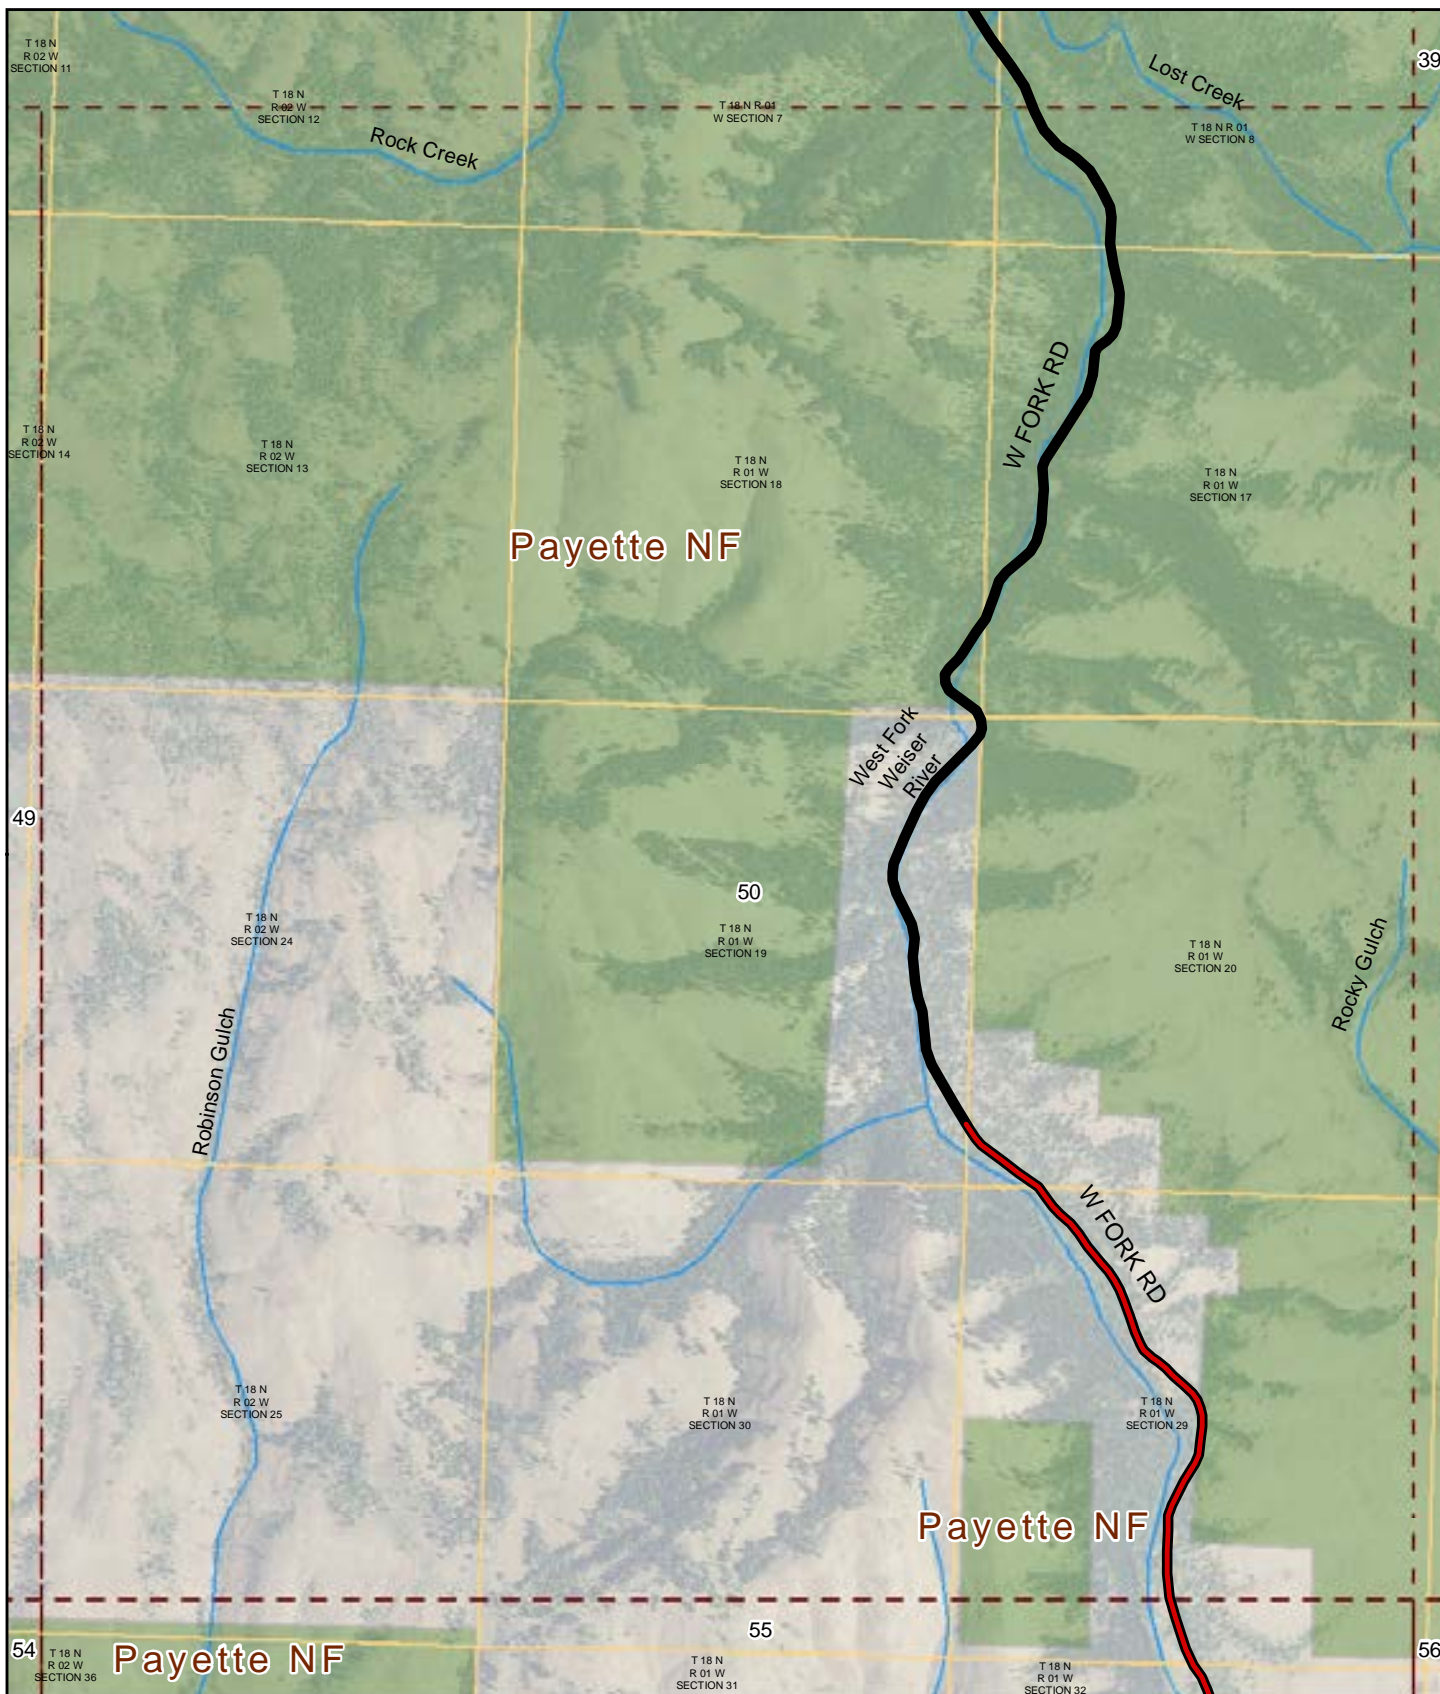 T 18 N
R 02 W
SECTION 11
39
Lost Creek
T 18 N
R 02 W
SECTION 12
T 18 N R 01
W SECTION 7
T 18 N R 01
W SECTION 8
Rock Creek
W FORK RD
T 18 N
R 02 W
SECTION 14
T 18 N
R 02 W
SECTION 13
T 18 N
R 01 W
SECTION 18
T 18 N
R 01 W
SECTION 17
Payette NF
West Fork
Weiser
River
49
50
T 18 N
R 02 W
SECTION 24
T 18 N
R 01 W
SECTION 19
T 18 N
R 01 W
SECTION 20
Rocky Gulch
Robinson Gulch
W FORK RD
T 18 N
R 02 W
SECTION 25
T 18 N
R 01 W
SECTION 30
T 18 N
R 01 W
SECTION 29
Payette NF
54
T 18 N
R 02 W
SECTION 36
Payette NF
55
T 18 N
R 01 W
SECTION 31
T 18 N
R 01 W
SECTION 32
56